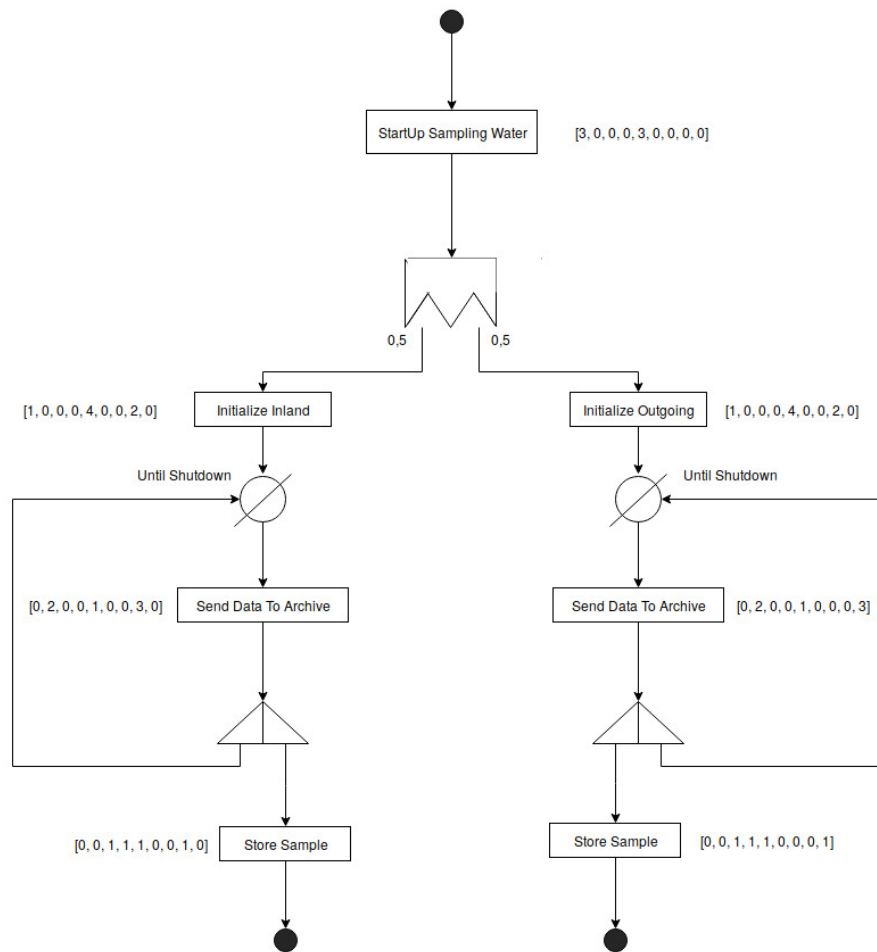 StartUp Sampling Water
[3, 0, 0, 0, 3, 0, 0, 0, 0]
0,5
0,5
[1, 0, 0, 0, 4, 0, 0, 2, 0]
Initialize Inland
Initialize Outgoing
[1, 0, 0, 0, 4, 0, 0, 2, 0]
Until Shutdown
Until Shutdown
[0, 2, 0, 0, 1, 0, 0, 3, 0]
Send Data To Archive
Send Data To Archive
[0, 2, 0, 0, 1, 0, 0, 0, 3]
[0, 0, 1, 1, 1, 0, 0, 1, 0]
Store Sample
Store Sample
[0, 0, 1, 1, 1, 0, 0, 0, 1]